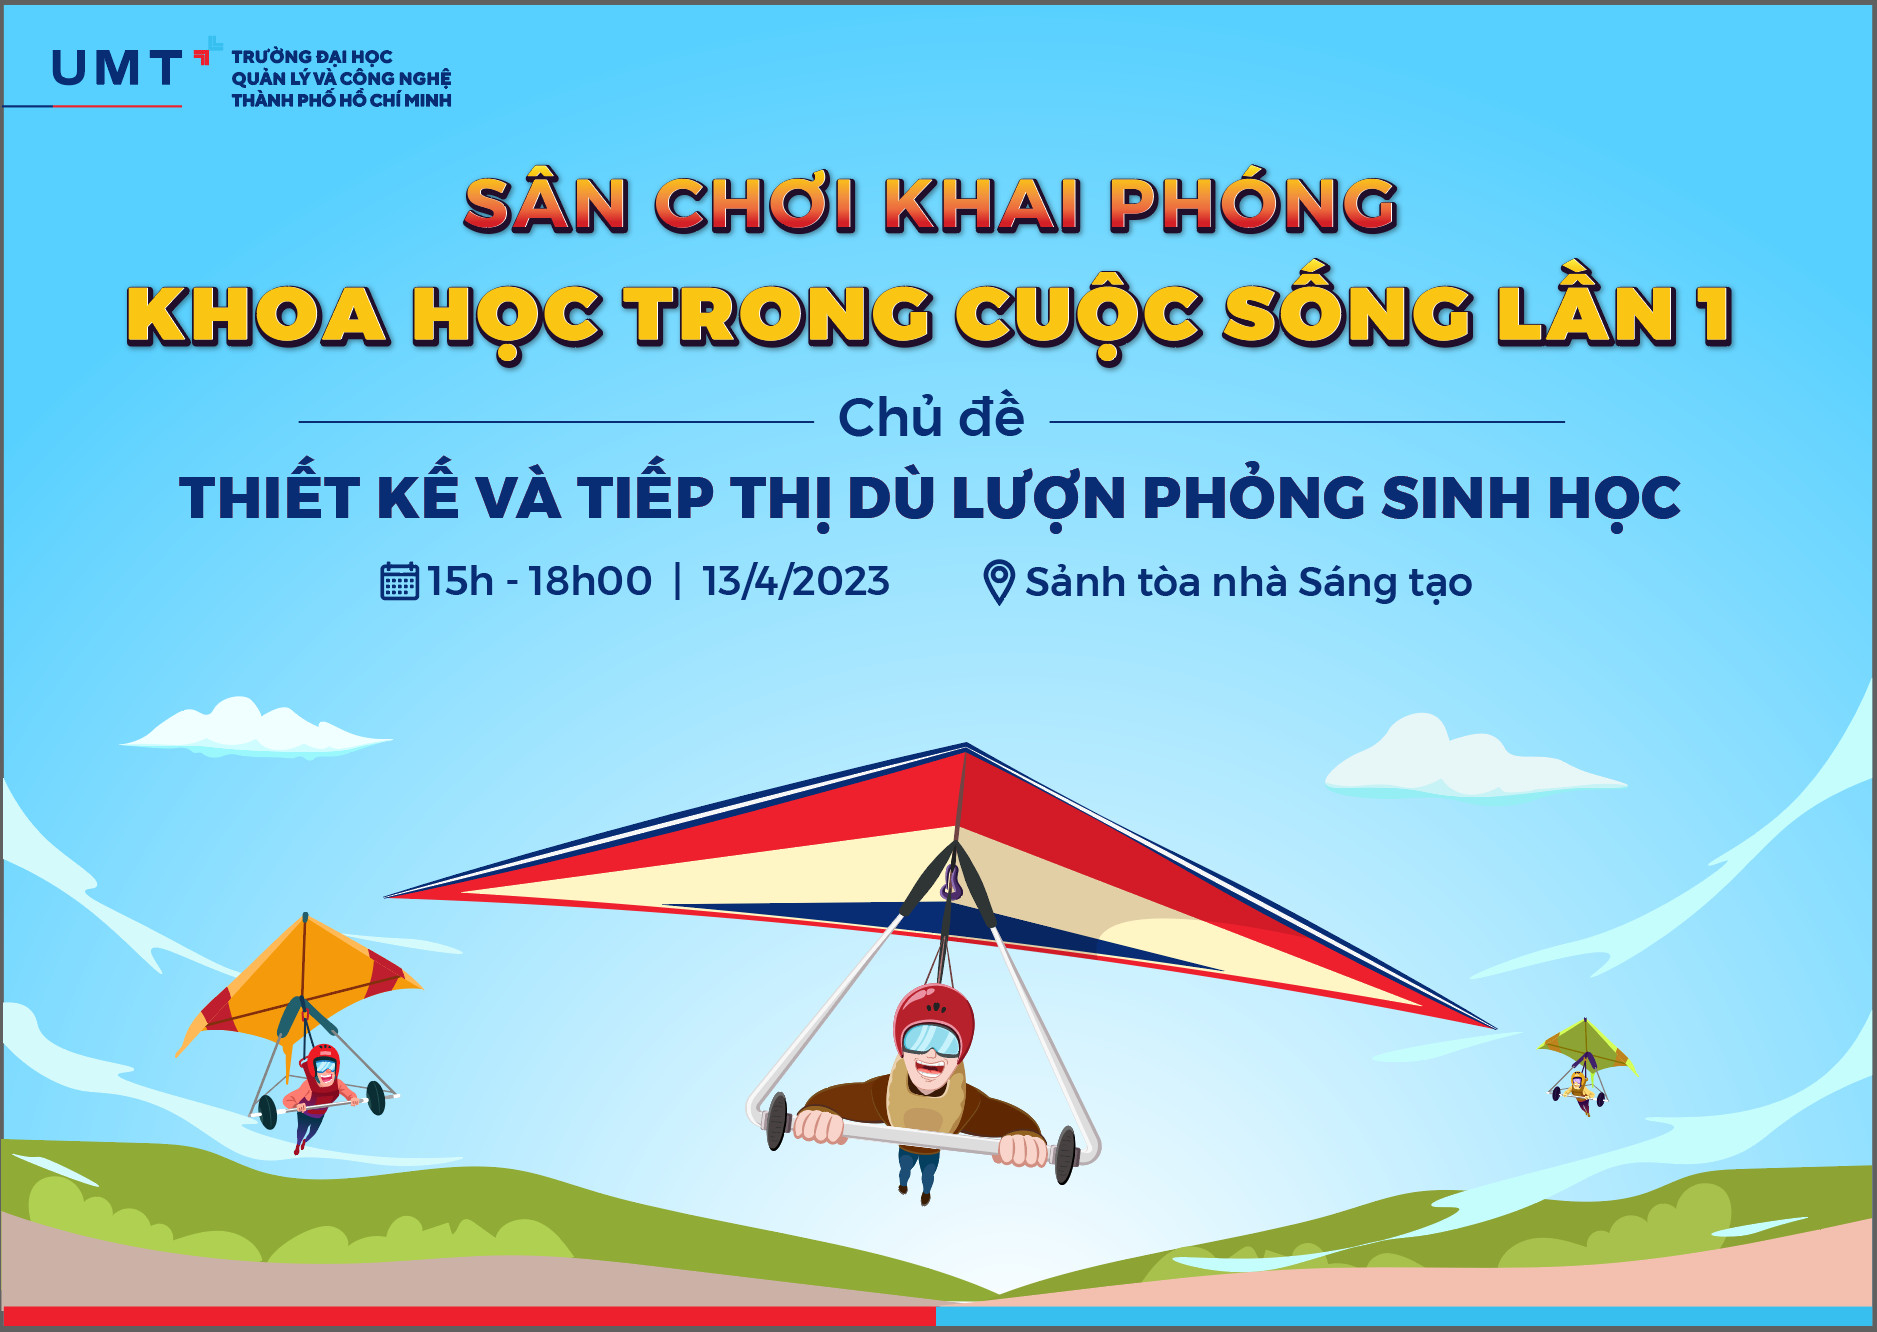 UMT
TRƯỜNG ĐẠI HỌC
QUẢN LÝ VÀ CÔNG NGHỆ
THÀNH PHỐ HỒ CHÍ MINH
SÂN CHƠI KHAI PHÓNG
KHOA HỌC TRONG CUỘC SỐNG LẦN 1
Chủ đề
THIẾT KẾ VÀ TIẾP THỊ DÙ LƯỢN PHỎNG SINH HỌC
15h - 18h00 | 13/4/2023
Sảnh tòa nhà Sáng tạo